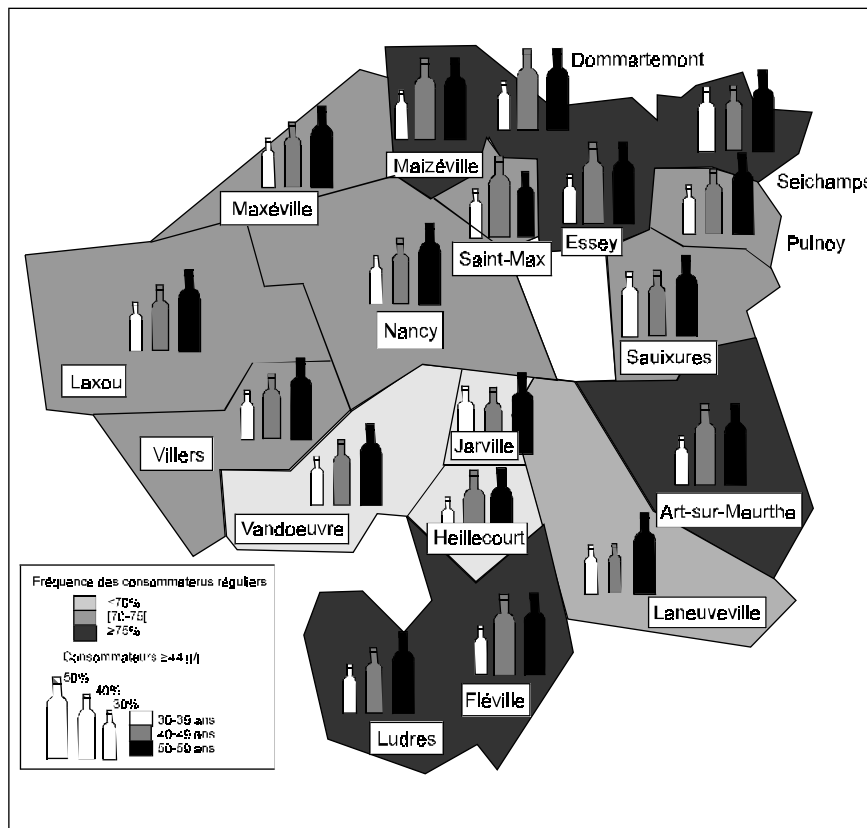 Dommartemont
Maizéville
Seichamps
Maxéville
Saint-Max
Essey
Pulnoy
Nancy
Sauixures
Laxou
Jarville
Villers
Art-sur-Meurthe
Vandoeuvre
Heillecourt
Laneuveville
Fréquence des consommaterus réguliers
<70%
[70-75[
≥75%
Consommateurs ≥44 g/j
50%
40%
30%
30-39 ans
40-49 ans
50-59 ans
Fléville
Ludres